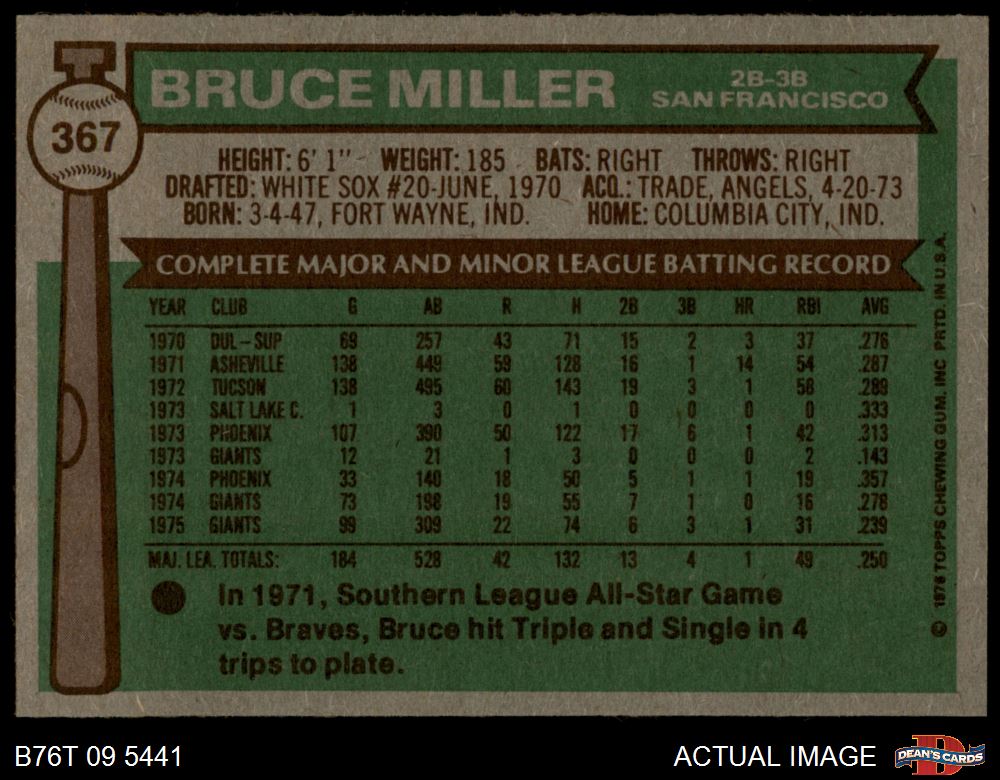 BRUCE MILLER
2B-3B
SAN FRANCISCO
367
HEIGHT: 6' 1" WEIGHT: 185 BATS: RIGHT THROWS: RIGHT
DRAFTED: WHITE SOX #20-JUNE, 1970 ACQ.: TRADE, ANGELS, 4-20-73
BORN: 3-4-47, FORT WAYNE, IND. HOME: COLUMBIA CITY, IND.
COMPLETE MAJOR AND MINOR LEAGUE BATTING RECORD
YEAR CLUB G AB R H 2B 3B HR RBI AVG
1970 DUL-SUP 69 257 43 71 15 2 3 37 .276
1971 ASHEVILLE 138 449 59 128 16 1 14 54 .287
1972 TUCSON 138 495 60 143 19 3 1 58 .289
1973 SALT LAKE C. 1 3 0 1 0 0 0 0 .333
1973 PHOENIX 107 390 50 122 17 6 1 42 .313
1973 GIANTS 12 21 1 3 0 0 0 2 .143
1974 PHOENIX 33 140 18 50 5 1 1 19 .357
1974 GIANTS 73 198 19 55 7 1 0 16 .278
1975 GIANTS 99 309 22 74 6 3 1 31 .239
MAJ. LEA. TOTALS: 184 528 42 132 13 4 1 49 .250
In 1971, Southern League All-Star Game
vs. Braves, Bruce hit Triple and Single in 4
trips to plate.
© 1976 TOPPS CHEWING GUM, INC PRTD. IN U.S.A.
B76T 09 5441
ACTUAL IMAGE
D
DEAN'S CARDS